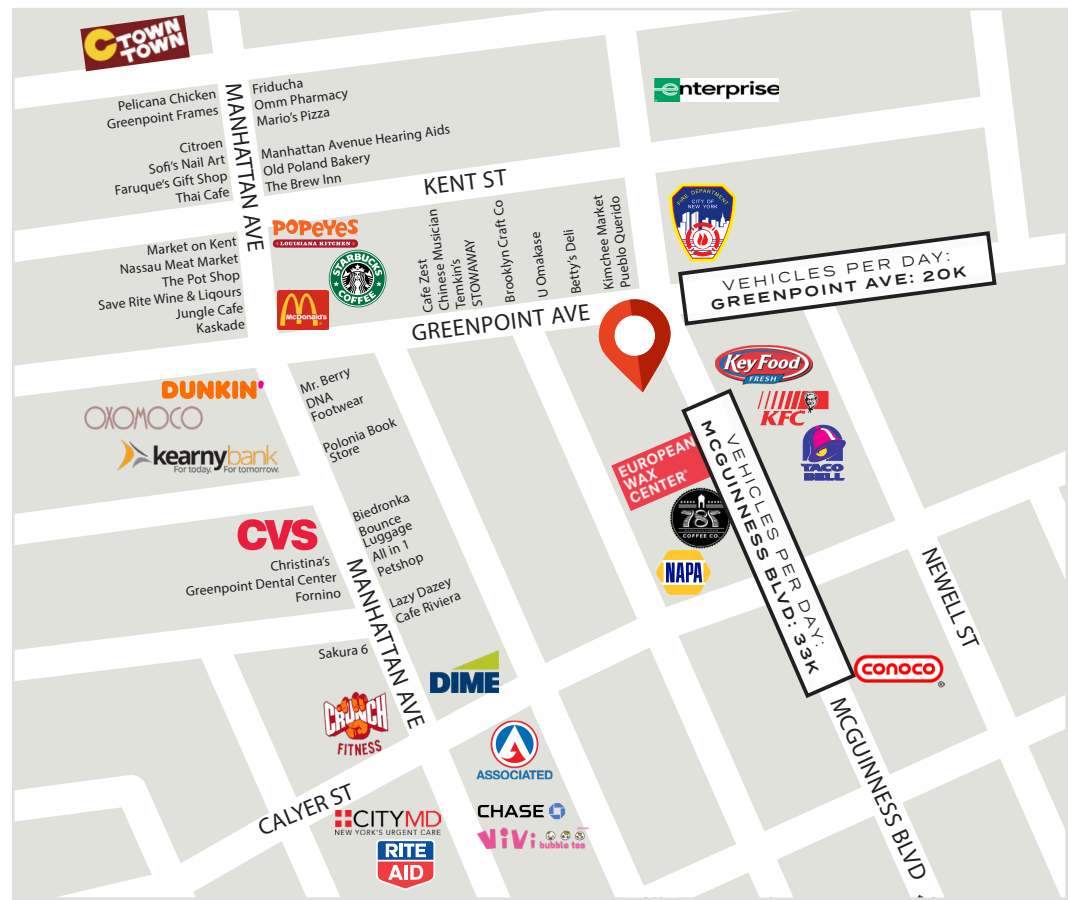 C TOWN
TOWN
enterprise
Pelicana Chicken
Greenpoint Frames
Citroen
Sofi's Nail Art
Faruque's Gift Shop
Thai Cafe
MANHATTAN AVE
Friducha
Omm Pharmacy
Mario's Pizza
Manhattan Avenue Hearing Aids
Old Poland Bakery
The Brew Inn
KENT ST
FIRE DEPARTMENT
CITY OF
NEW YORK
Market on Kent
Nassau Meat Market
The Pot Shop
Save Rite Wine & Liqours
Jungle Cafe
Kaskade
POPEYES
LOUISIANA KITCHEN
STARBUCKS
COFFEE
McDonald's
Cafe Zest
Chinese Musician
Temkin's
STOWAWAY
Brooklyn Craft Co
U Omakase
Betty's Deli
Kimchee Market
Pueblo Querido
VEHICLES PER DAY:
GREENPOINT AVE: 20K
GREENPOINT AVE
DUNKIN'
OXOMOCO
kearnybank
For today. For tomorrow.
Mr. Berry
DNA
Footwear
Polonia Book
Store
KeyFood
FRESH
KFC
TACO
BELL
EUROPEAN
WAX
CENTER
787
COFFEE CO.
NAPA
VEHICLES PER DAY:
MCGUINNESS BLVD: 33K
CVS
Christina's
Greenpoint Dental Center
Fornino
Biedronka
Bounce
Luggage
All in 1
Petshop
Lazy Dazey
Cafe Riviera
MANHATTAN AVE
NEWELL ST
Sakura 6
DIME
conoco®
CRUNCH
FITNESS
ASSOCIATED
MCGUINNESS BLVD
CALYER ST
CITYMD
NEW YORK'S URGENT CARE
RITE
AID
CHASE
ViVi bubble tea